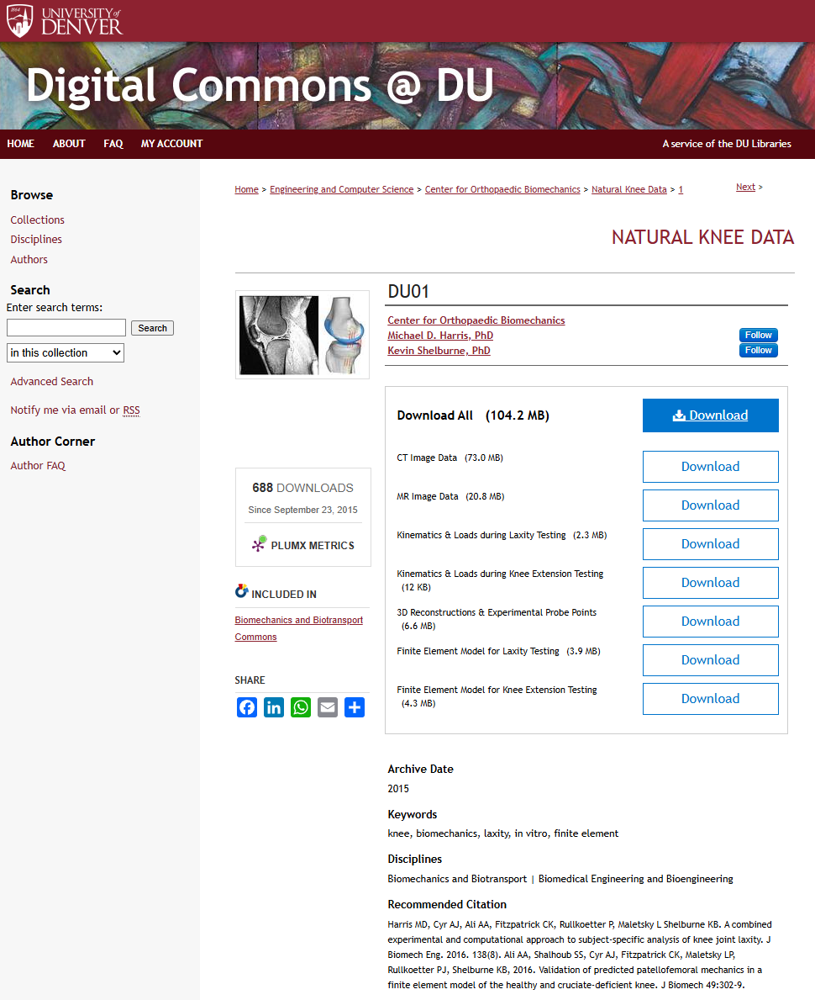 1864
UNIVERSITY of
DENVER
Digital Commons @ DU
HOME ABOUT FAQ MY ACCOUNT A service of the DU Libraries
Browse
Collections
Disciplines
Authors
Search
Enter search terms:
Search
in this collection
Advanced Search
Notify me via email or RSS
Author Corner
Author FAQ
Home > Engineering and Computer Science > Center for Orthopaedic Biomechanics > Natural Knee Data > 1
Next >
NATURAL KNEE DATA
DU01
Center for Orthopaedic Biomechanics
Michael D. Harris, PhD Follow
Kevin Shelburne, PhD Follow
Download All (104.2 MB) Download
CT Image Data (73.0 MB) Download
MR Image Data (20.8 MB) Download
Kinematics & Loads during Laxity Testing (2.3 MB) Download
Kinematics & Loads during Knee Extension Testing
(12 KB) Download
3D Reconstructions & Experimental Probe Points
(6.6 MB) Download
Finite Element Model for Laxity Testing (3.9 MB) Download
Finite Element Model for Knee Extension Testing
(4.3 MB) Download
688 DOWNLOADS
Since September 23, 2015
PLUMX METRICS
INCLUDED IN
Biomechanics and Biotransport
Commons
SHARE
Archive Date
2015
Keywords
knee, biomechanics, laxity, in vitro, finite element
Disciplines
Biomechanics and Biotransport | Biomedical Engineering and Bioengineering
Recommended Citation
Harris MD, Cyr AJ, Ali AA, Fitzpatrick CK, Rullkoetter P, Maletsky L Shelburne KB. A combined
experimental and computational approach to subject-specific analysis of knee joint laxity. J
Biomech Eng. 2016. 138(8). Ali AA, Shalhoub SS, Cyr AJ, Fitzpatrick CK, Maletsky LP,
Rullkoetter PJ, Shelburne KB, 2016. Validation of predicted patellofemoral mechanics in a
finite element model of the healthy and cruciate-deficient knee. J Biomech 49:302-9.